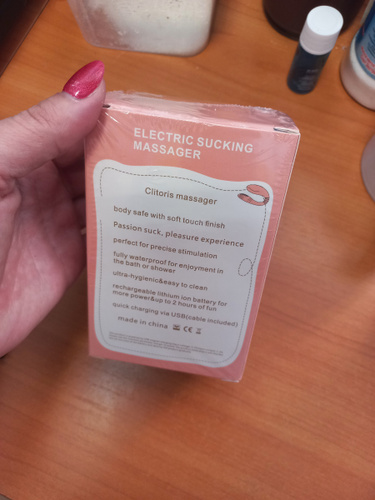 ELECTRIC SUCKING
MASSAGER
Clitoris massager
body safe with soft touch finish
Passion suck, pleasure experience
perfect for precise stimulation
fully waterproof for enjoyment in
the bath or shower
ultra-hygienic&easy to clean
rechargeable lithium ion battery for
more power&up to 2 hours of fun
quick charging via USB(cable included)
made in china CE